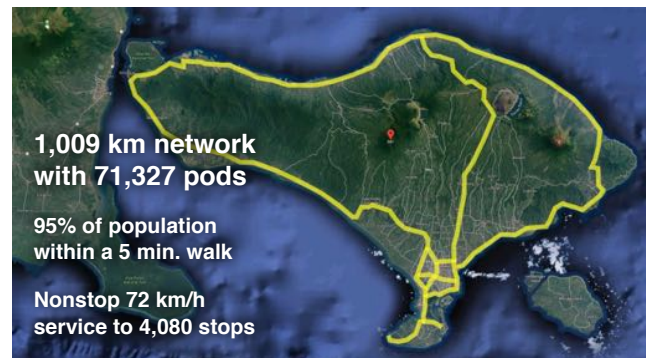 1,009 km network
with 71,327 pods
95% of population
within a 5 min. walk
Nonstop 72 km/h
service to 4,080 stops